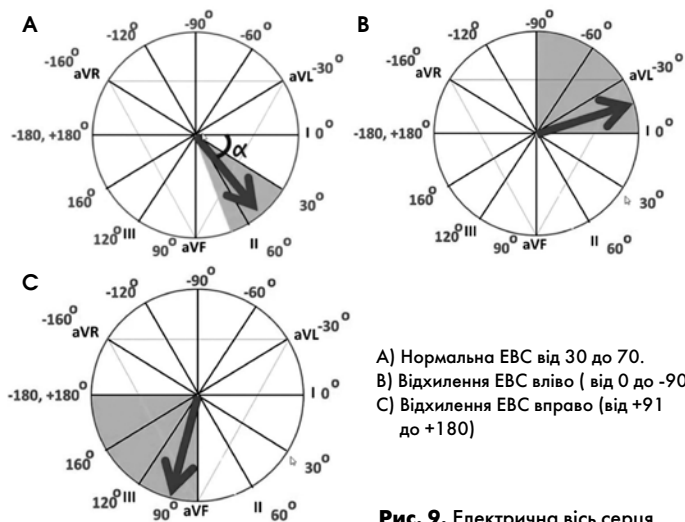 A
-90°
-120°
-60°
-160°
aVR
aVL
-30°
-180, +180°
I 0°
α
160°
30°
120°
III
90°
aVF
II
60°
B
-90°
-120°
-60°
-160°
aVR
aVL
-30°
-180, +180°
I 0°
160°
30°
120°
III
90°
aVF
II
60°
C
-90°
-120°
-60°
-160°
aVR
aVL
-30°
-180, +180°
I 0°
160°
30°
120°
III
90°
aVF
II
60°
А) Нормальна ЕВС від 30 до 70.
В) Відхилення ЕВС вліво ( від 0 до -90
С) Відхилення ЕВС вправо (від +91
до +180)
Рис. 9. Електрична вісь серця